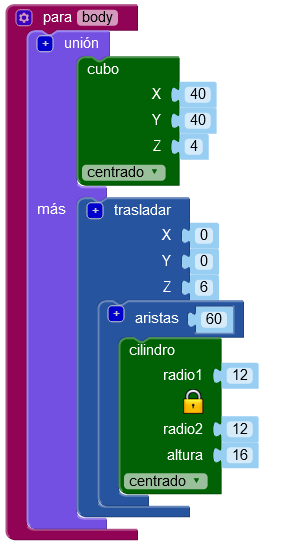 para body
unión
cubo
X 40
Y 40
Z 4
centrado
más trasladar
X 0
Y 0
Z 6
aristas 60
cilindro
radio1 12
radio2 12
altura 16
centrado